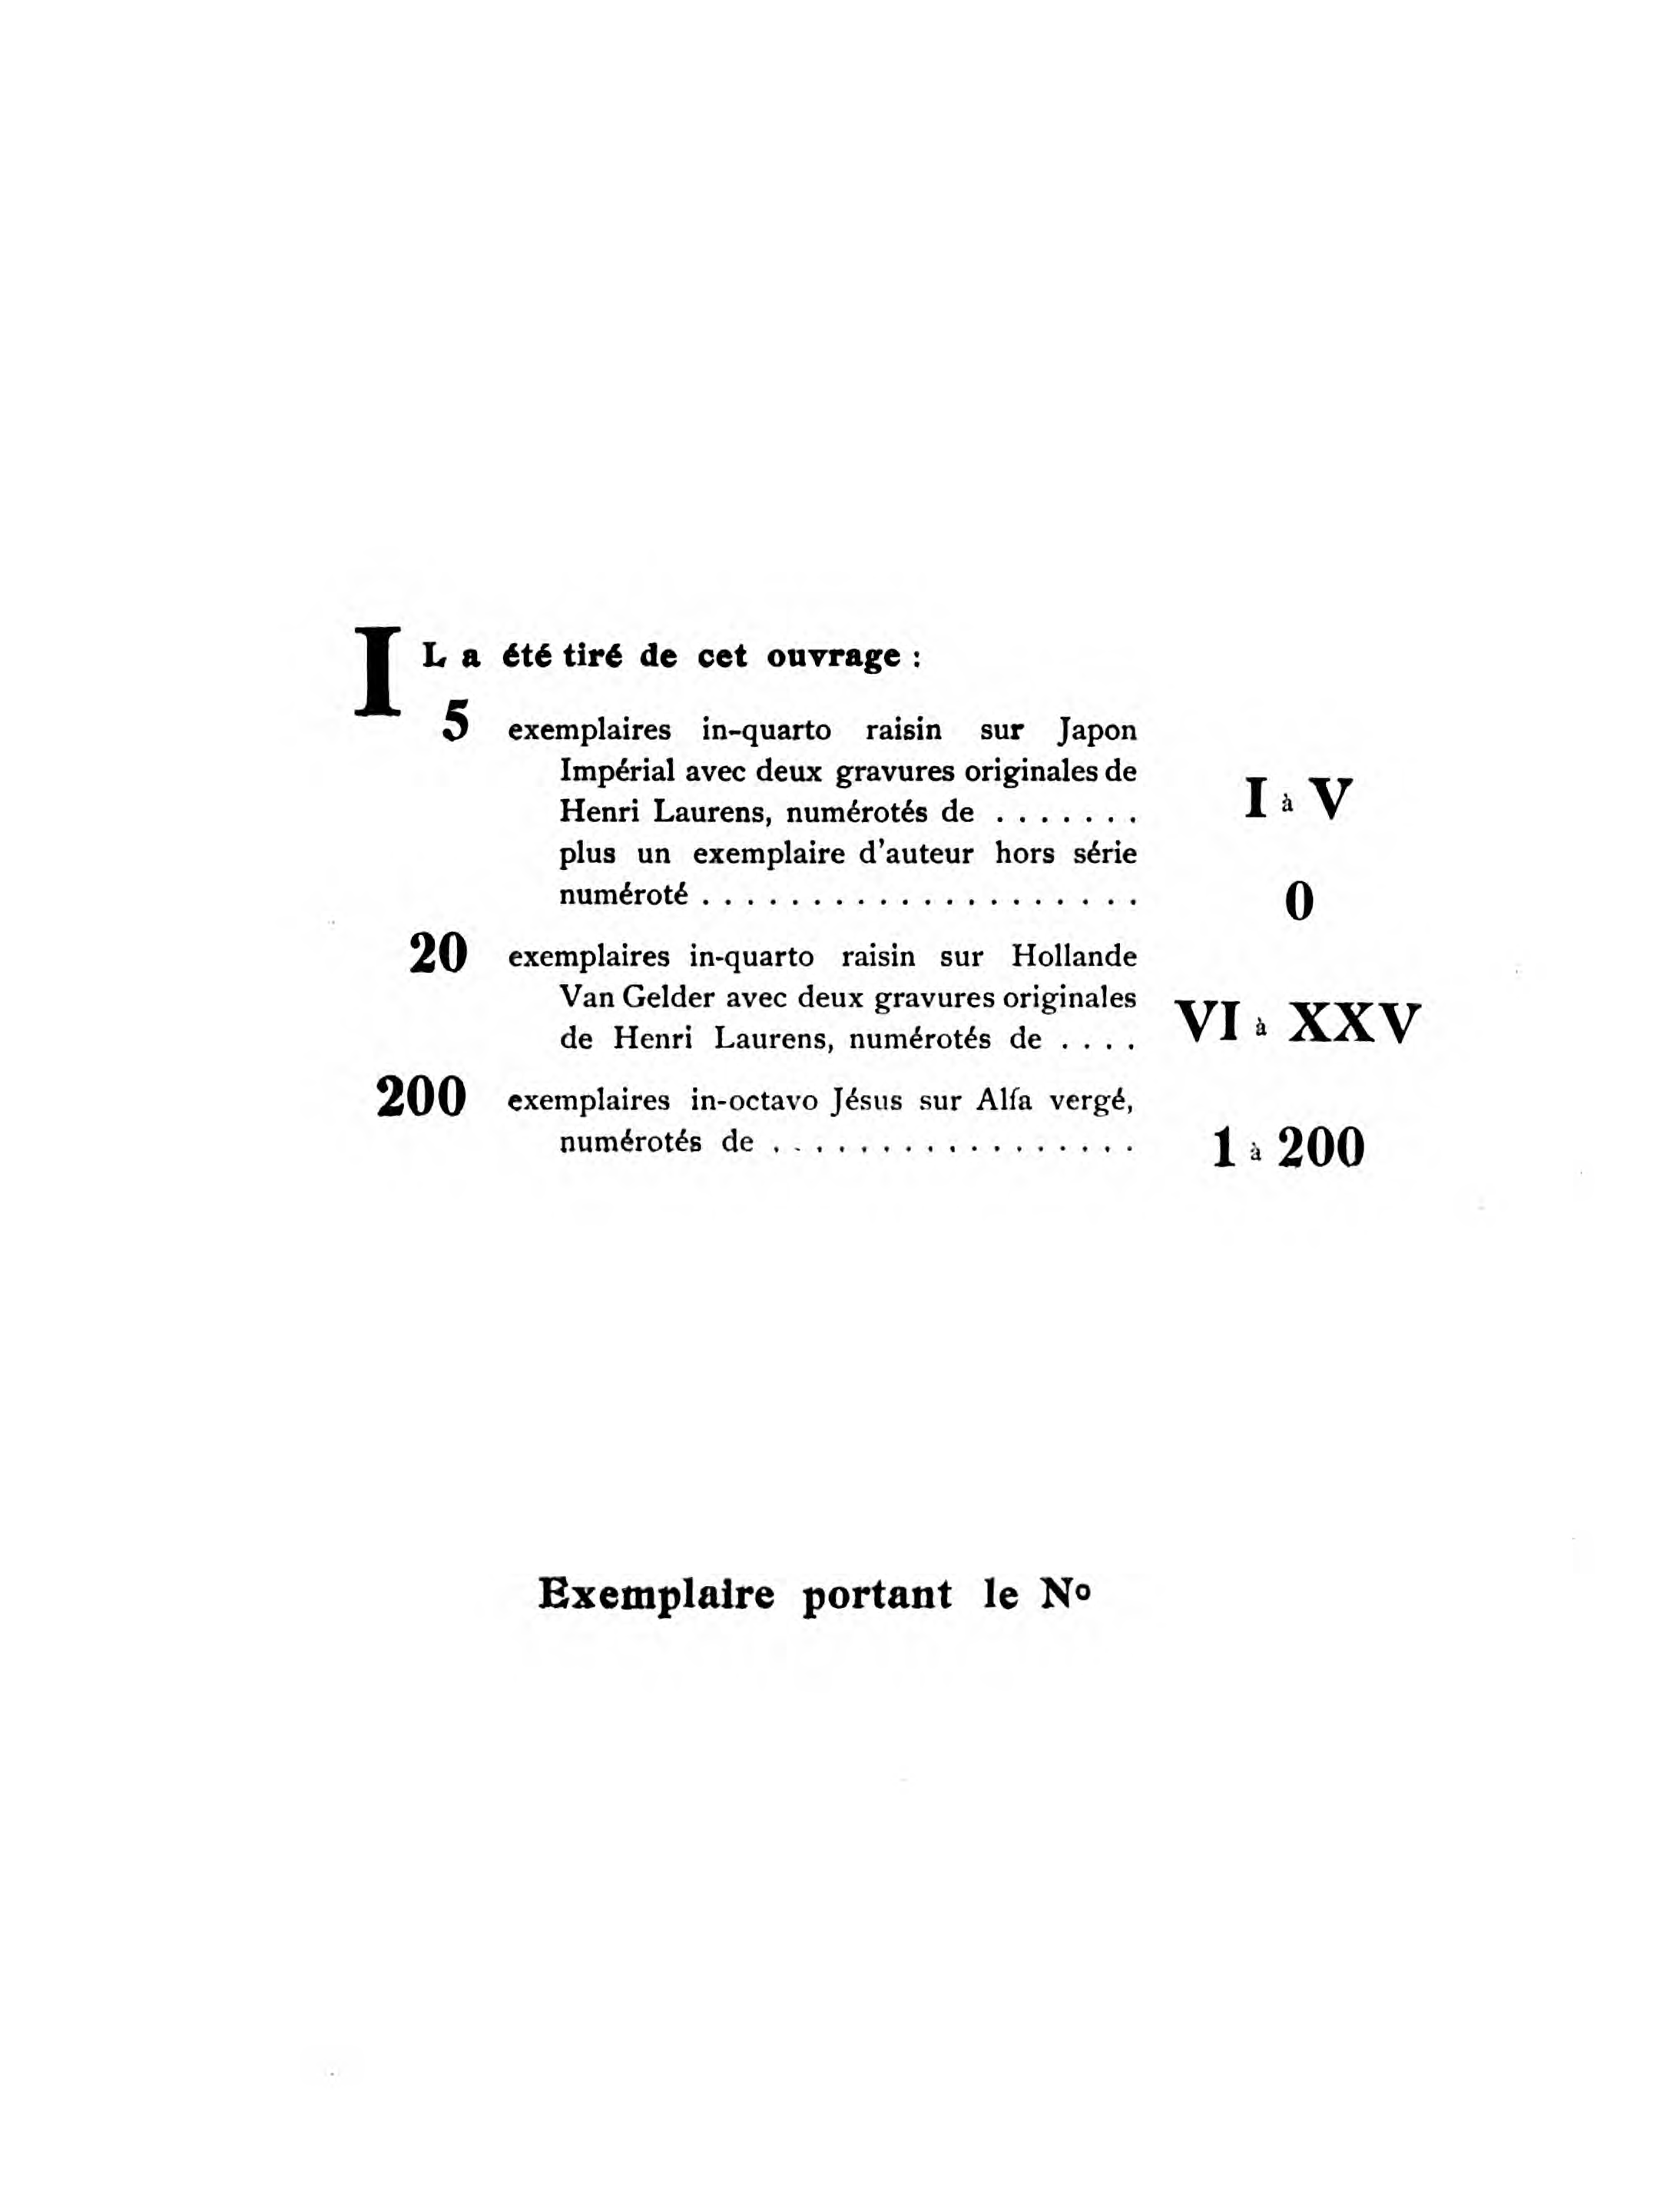 IL a été tiré de cet ouvrage :
5 exemplaires in-quarto raisin sur Japon
Impérial avec deux gravures originales de
Henri Laurens, numérotés de . . . . . . . I à V
plus un exemplaire d'auteur hors série
numéroté . . . . . . . . . . . . . . . . . . . . 0
20 exemplaires in-quarto raisin sur Hollande
Van Gelder avec deux gravures originales
de Henri Laurens, numérotés de . . . . VI à XXV
200 exemplaires in-octavo Jésus sur Alfa vergé,
numérotés de . . . . . . . . . . . . . . . . . 1 à 200
Exemplaire portant le Nº